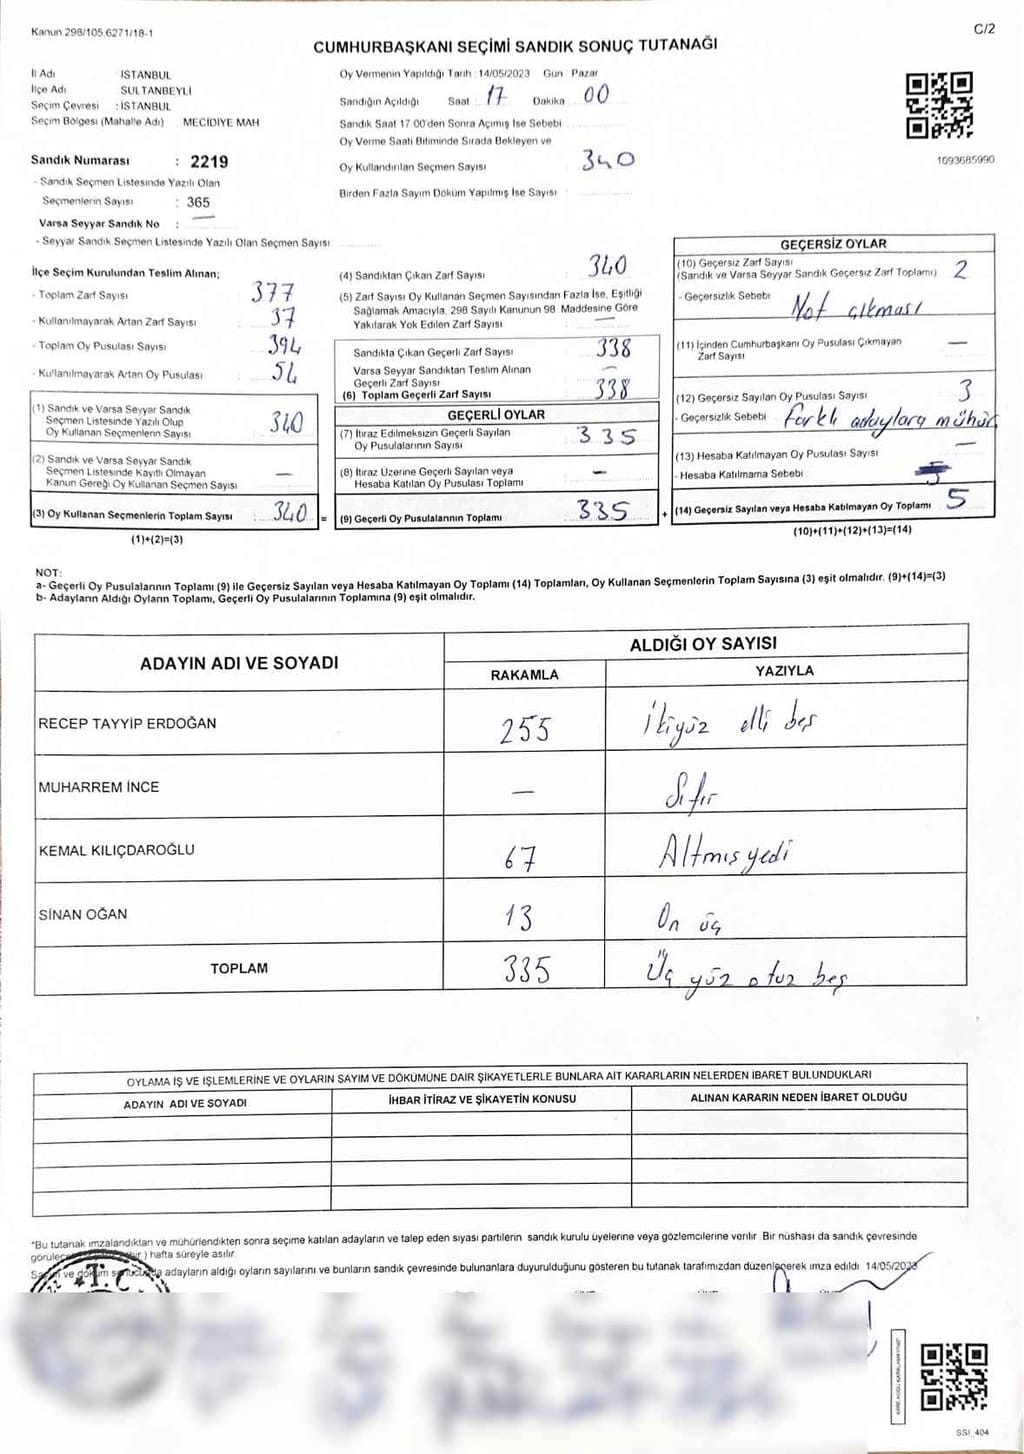 Kanun 298/105,6271/18-1
C/2
CUMHURBAŞKANI SEÇİMİ SANDIK SONUÇ TUTANAĞI
İl Adı İSTANBUL
İlçe Adı SULTANBEYLİ
Seçim Çevresi : İSTANBUL
Seçim Bölgesi (Mahalle Adı) MECİDİYE MAH
Sandık Numarası : 2219
- Sandık Seçmen Listesinde Yazılı Olan
Seçmenlerin Sayısı : 365
Varsa Seyyar Sandık No : —
- Seyyar Sandık Seçmen Listesinde Yazılı Olan Seçmen Sayısı
Oy Vermenin Yapıldığı Tarih 14/05/2023 Gün Pazar
Sandığın Açıldığı Saat 17 Dakika 00
Sandık Saat 17 00'den Sonra Açımış İse Sebebi
Oy Verme Saati Bitiminde Sırada Bekleyen ve
Oy Kullandırılan Seçmen Sayısı 340
Birden Fazla Sayım Döküm Yapılmış İse Sayısı
1093685990
İlçe Seçim Kurulundan Teslim Alınan;
- Toplam Zarf Sayısı 377
- Kullanılmayarak Artan Zarf Sayısı 37
- Toplam Oy Pusulası Sayısı 394
- Kullanılmayarak Artan Oy Pusulası 54
(1) Sandık ve Varsa Seyyar Sandık
Seçmen Listesinde Yazılı Olup
Oy Kullanan Seçmenlerin Sayısı 340
(2) Sandık ve Varsa Seyyar Sandık
Seçmen Listesinde Kayıtlı Olmayan
Kanun Gereği Oy Kullanan Seçmen Sayısı —
(3) Oy Kullanan Seçmenlerin Toplam Sayısı : 340 =
(1)+(2)=(3)
(4) Sandıktan Çıkan Zarf Sayısı 340
(5) Zarf Sayısı Oy Kullanan Seçmen Sayısından Fazla İse, Eşitliği
Sağlamak Amacıyla, 298 Sayılı Kanunun 98 Maddesine Göre
Yakılarak Yok Edilen Zarf Sayısı —
Sandıkta Çıkan Geçerli Zarf Sayısı 338
Varsa Seyyar Sandıktan Teslim Alınan
Geçerli Zarf Sayısı —
(6) Toplam Geçerli Zarf Sayısı 338
GEÇERLİ OYLAR
(7) İtiraz Edilmeksizin Geçerli Sayılan
Oy Pusulalarının Sayısı 335
(8) İtiraz Üzerine Geçerli Sayılan veya
Hesaba Katılan Oy Pusulası Toplamı —
(9) Geçerli Oy Pusulalarının Toplamı : 335 +
GEÇERSİZ OYLAR
(10) Geçersiz Zarf Sayısı
(Sandık ve Varsa Seyyar Sandık Geçersiz Zarf Toplamı) 2
- Geçersizlik Sebebi Not çıkması
(11) İçinden Cumhurbaşkanı Oy Pusulası Çıkmayan
Zarf Sayısı —
(12) Geçersiz Sayılan Oy Pusulası Sayısı 3
- Geçersizlik Sebebi Farklı adaylara mühür
(13) Hesaba Katılmayan Oy Pusulası Sayısı —
- Hesaba Katılmama Sebebi
(14) Geçersiz Sayılan veya Hesaba Katılmayan Oy Toplamı 5
(10)+(11)+(12)+(13)=(14)
NOT:
a- Geçerli Oy Pusulalarının Toplamı (9) ile Geçersiz Sayılan veya Hesaba Katılmayan Oy Toplamı (14) Toplamları, Oy Kullanan Seçmenlerin Toplam Sayısına (3) eşit olmalıdır. (9)+(14)=(3)
b- Adayların Aldığı Oyların Toplamı, Geçerli Oy Pusulalarının Toplamına (9) eşit olmalıdır.
ADAYIN ADI VE SOYADI ALDIĞI OY SAYISI
RAKAMLA YAZIYLA
RECEP TAYYİP ERDOĞAN 255 İkiyüz elli beş
MUHARREM İNCE — Sıfır
KEMAL KILIÇDAROĞLU 67 Altmış yedi
SİNAN OĞAN 13 On üç
TOPLAM 335 Üç yüz otuz beş
OYLAMA İŞ VE İŞLEMLERİNE VE OYLARIN SAYIM VE DÖKÜMÜNE DAİR ŞİKAYETLERLE BUNLARA AİT KARARLARIN NELERDEN İBARET BULUNDUKLARI
ADAYIN ADI VE SOYADI İHBAR İTİRAZ VE ŞİKAYETİN KONUSU ALINAN KARARIN NEDEN İBARET OLDUĞU
*Bu tutanak imzalandıktan ve mühürlendikten sonra seçime katılan adayların ve talep eden siyasi partilerin sandık kurulu üyelerine veya gözlemcilerine verilir Bir nüshası da sandık çevresinde
) hafta süreyle asılır.
adayların aldığı oyların sayılarını ve bunların sandık çevresinde bulunanlara duyurulduğunu gösteren bu tutanak tarafımızdan düzenlenerek imza edildi 14/05/2023
T.C.
SSI_404